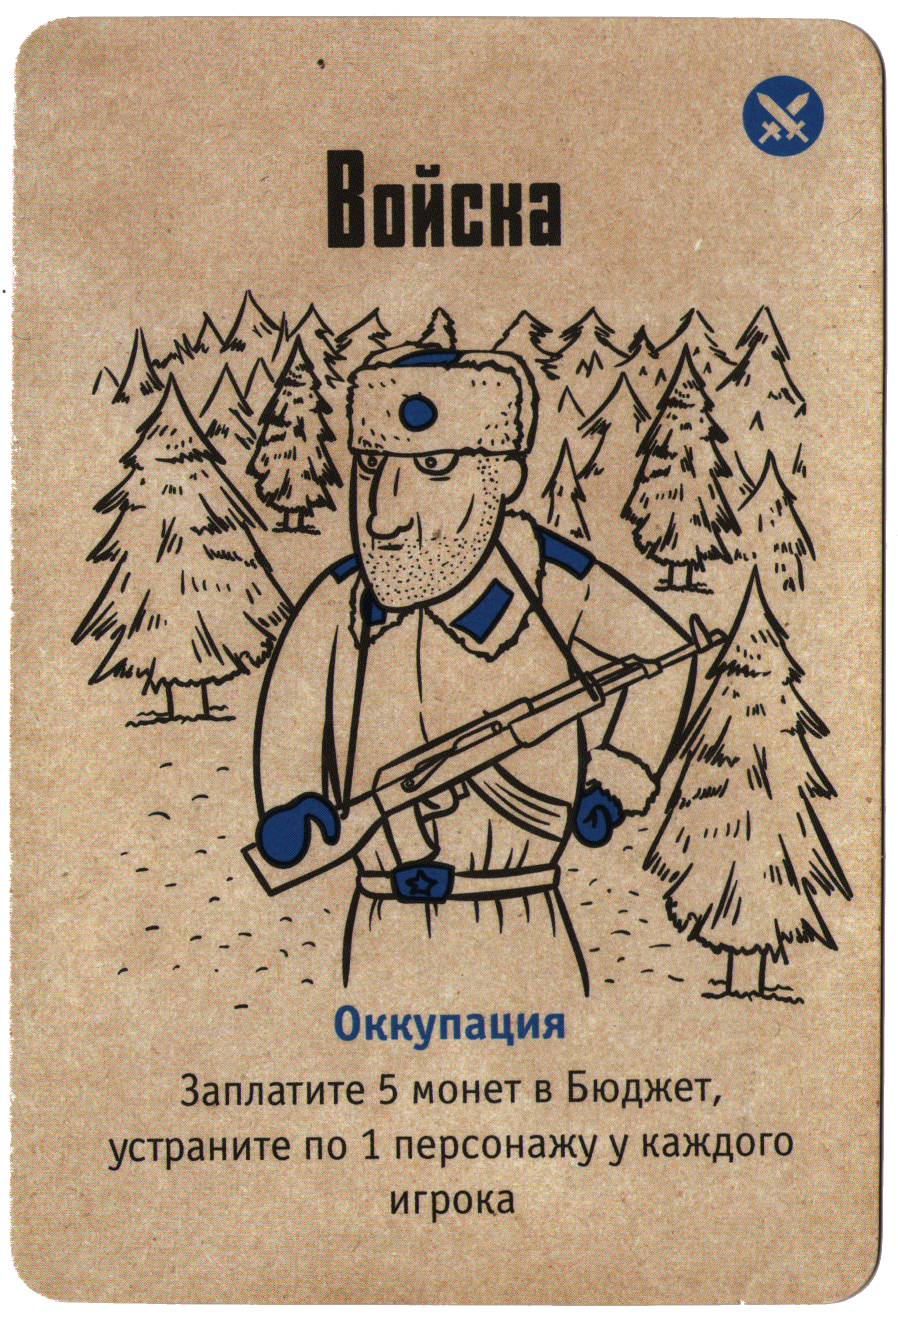 Войска
Оккупация
Заплатите 5 монет в Бюджет,
устраните по 1 персонажу у каждого
игрока